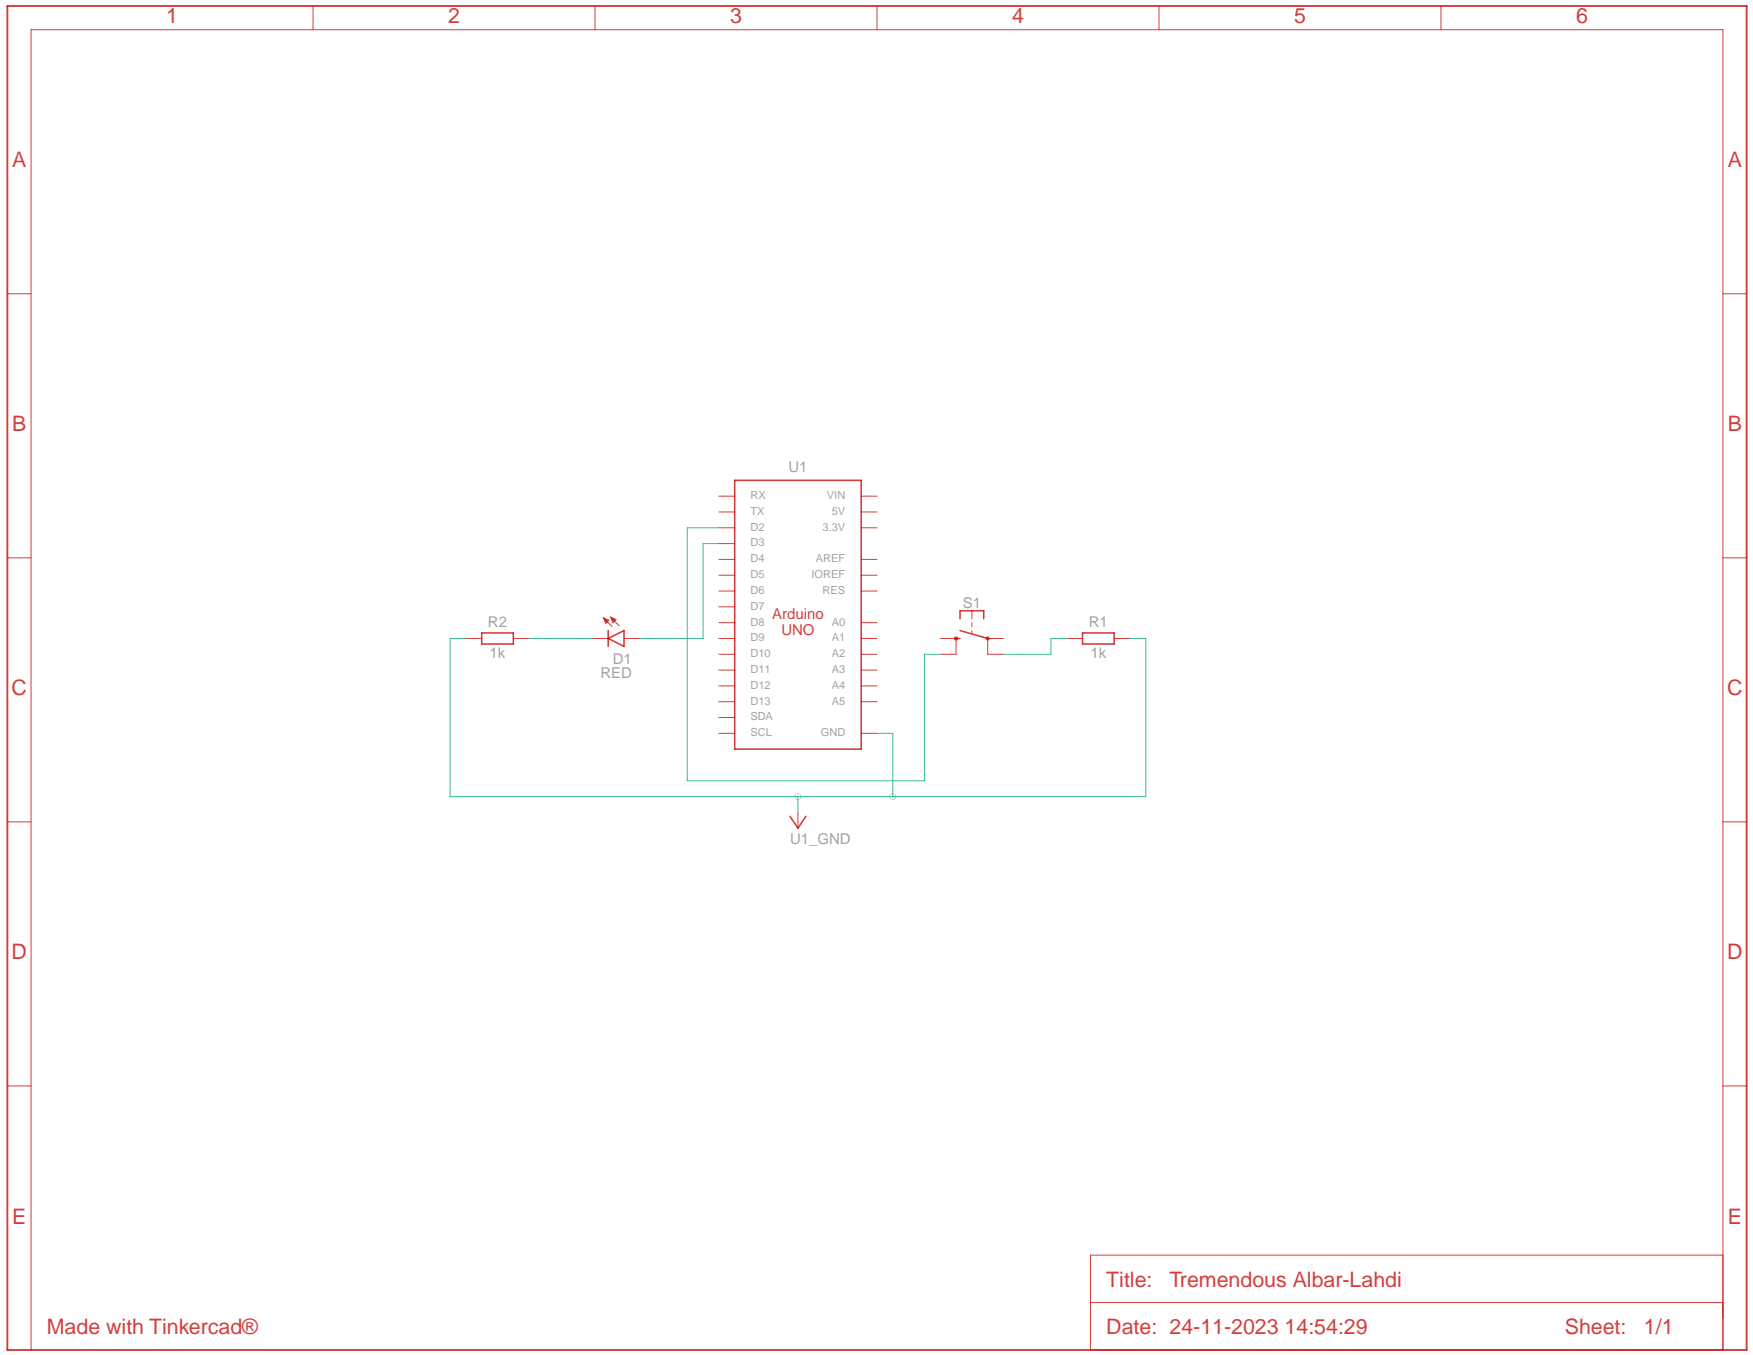 1 2 3 4 5 6
A A
B B
U1
RX VIN
TX 5V
D2 3.3V
D3
D4 AREF
D5 IOREF
D6 RES
D7
Arduino
UNO
D8 A0
D9 A1
D10 A2
D11 A3
D12 A4
D13 A5
SDA
SCL GND
R2
1k
D1
RED
S1
R1
1k
C C
U1_GND
D D
E E
Title: Tremendous Albar-Lahdi
Made with Tinkercad®
Date: 24-11-2023 14:54:29 Sheet: 1/1